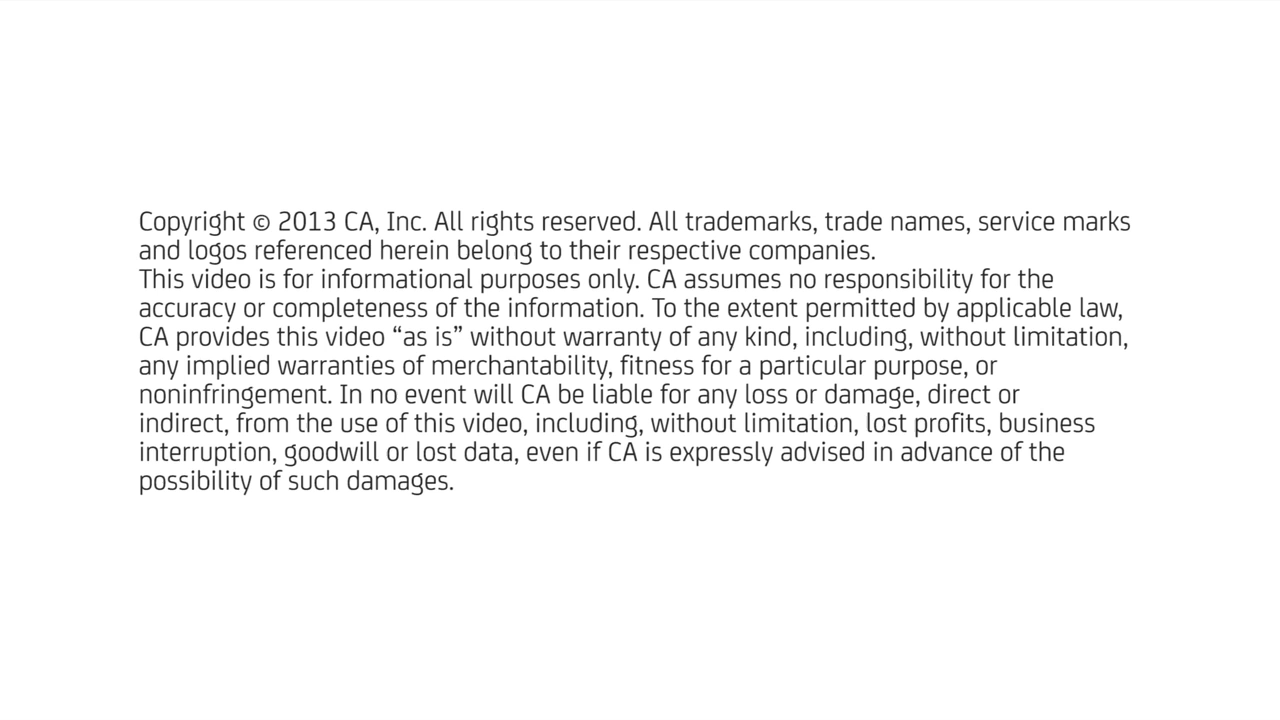 Copyright © 2013 CA, Inc. All rights reserved. All trademarks, trade names, service marks
and logos referenced herein belong to their respective companies.
This video is for informational purposes only. CA assumes no responsibility for the
accuracy or completeness of the information. To the extent permitted by applicable law,
CA provides this video “as is” without warranty of any kind, including, without limitation,
any implied warranties of merchantability, fitness for a particular purpose, or
noninfringement. In no event will CA be liable for any loss or damage, direct or
indirect, from the use of this video, including, without limitation, lost profits, business
interruption, goodwill or lost data, even if CA is expressly advised in advance of the
possibility of such damages.